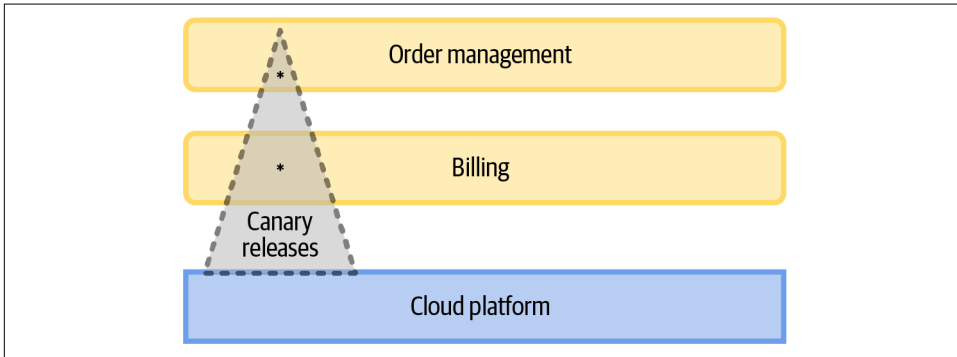 Order management
*
Billing
*
Canary
releases
Cloud platform